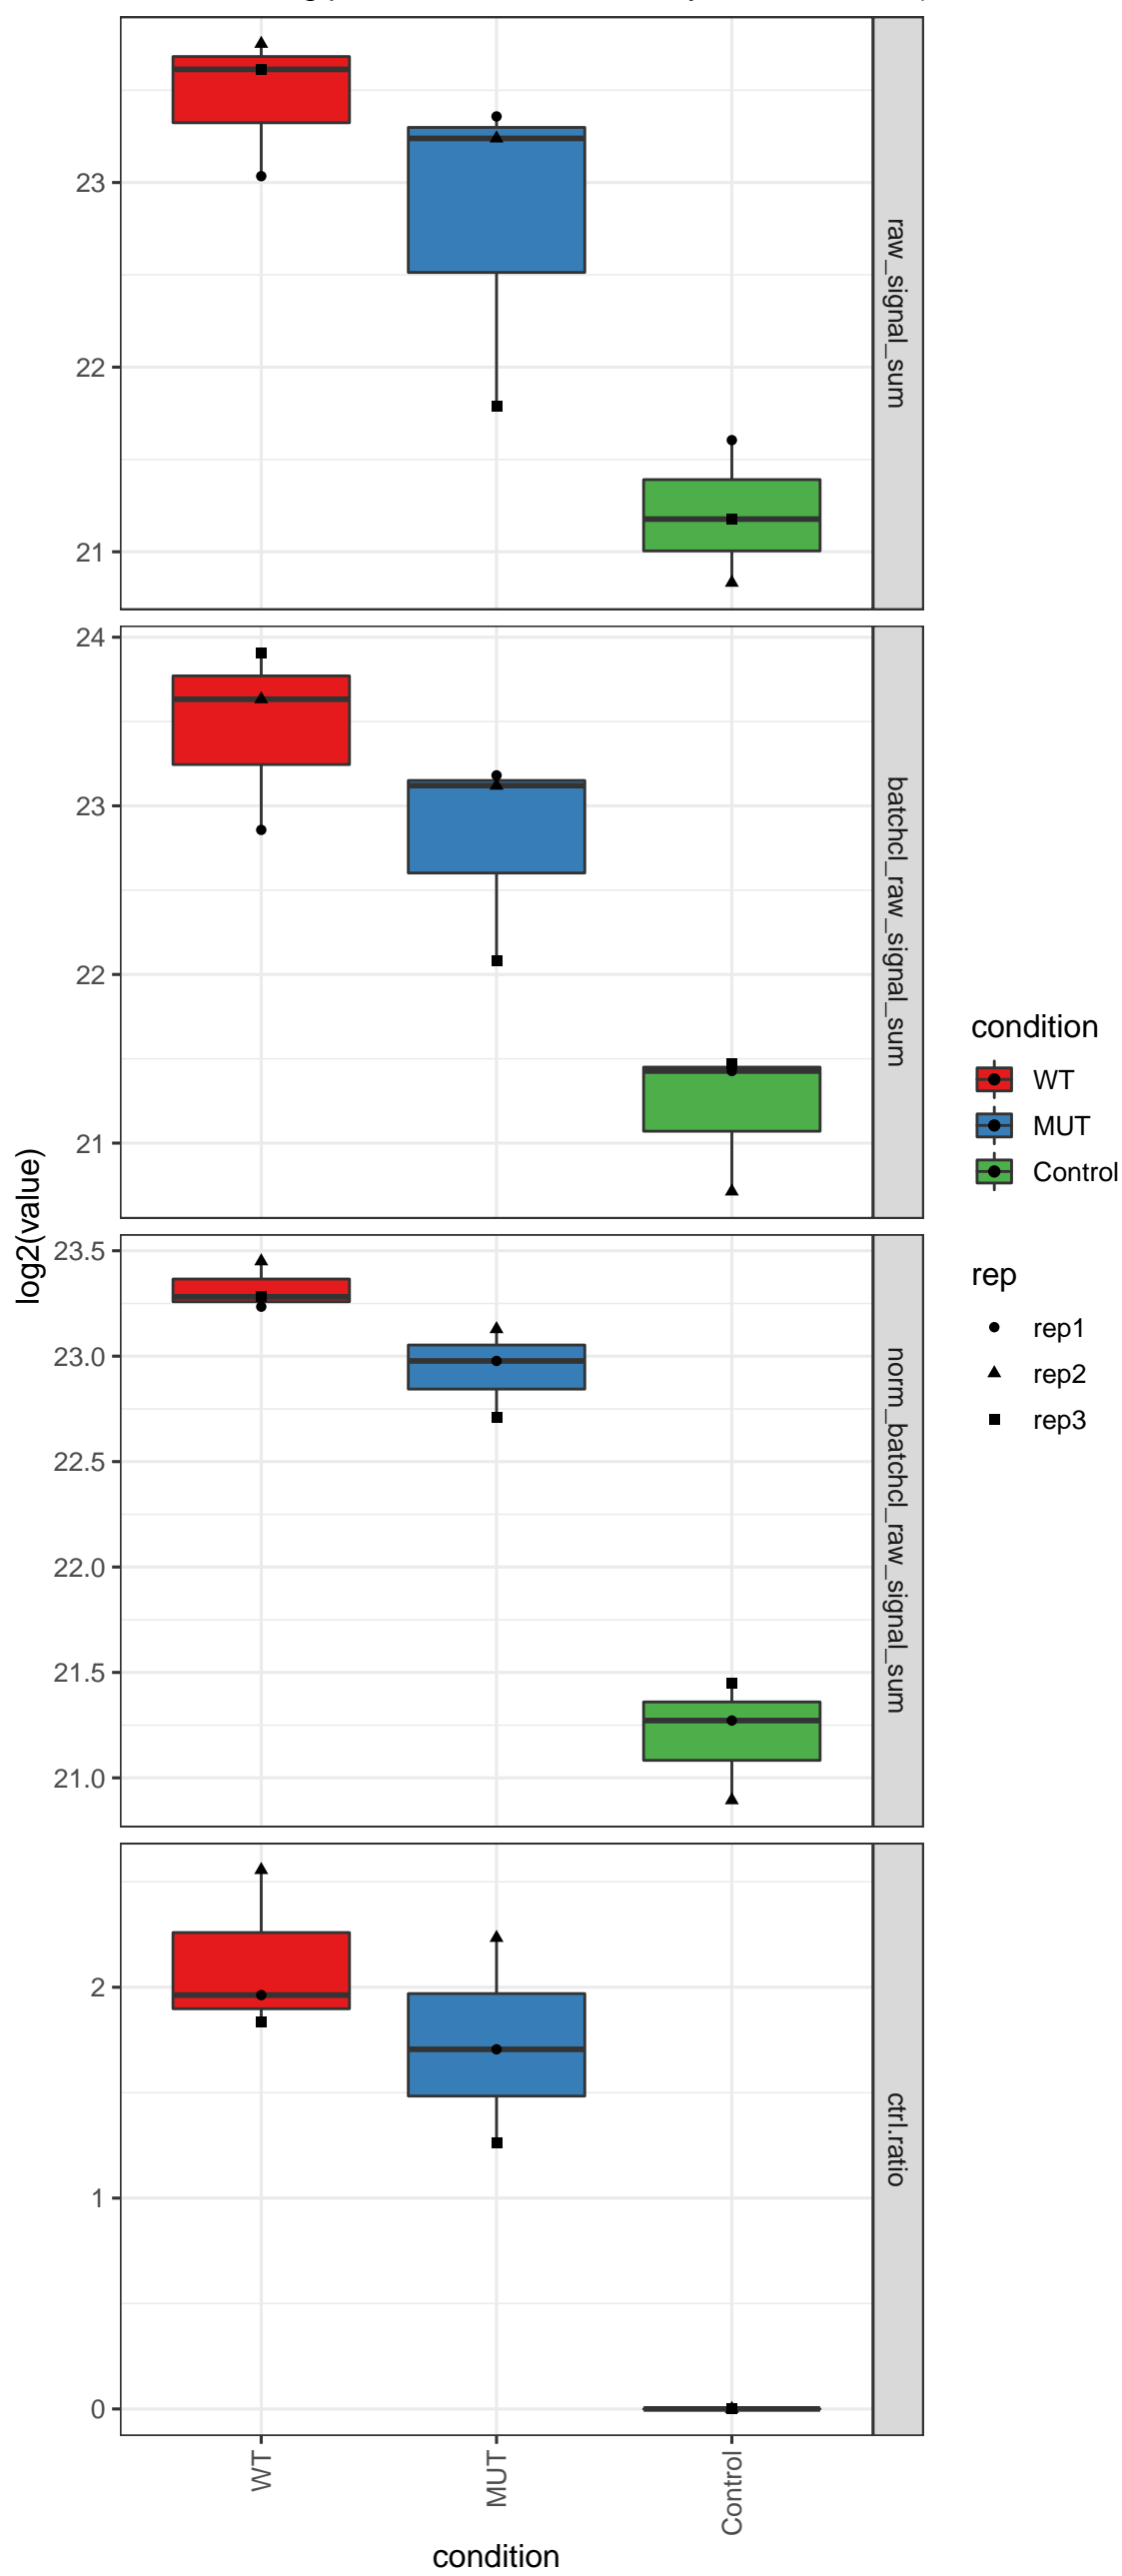 23
22
21
raw_signal_sum
24
23
22
21
batchcl_raw_signal_sum
23.5
23.0
22.5
22.0
21.5
21.0
norm_batchcl_raw_signal_sum
2
1
0
ctrl.ratio
log2(value)
WT
MUT
Control
condition
condition
WT
MUT
Control
rep
rep1
rep2
rep3